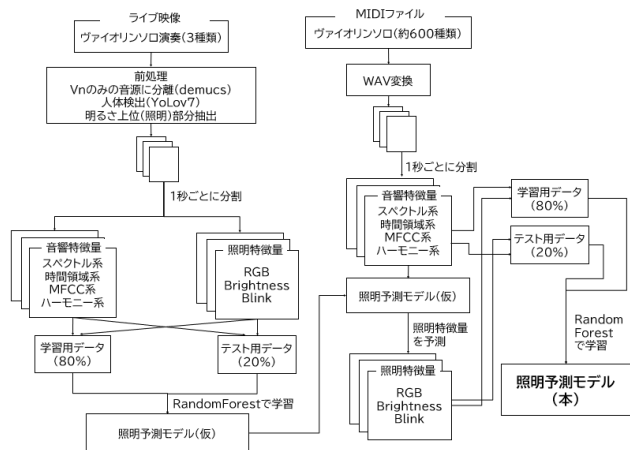 ライブ映像
ヴァイオリンソロ演奏(3種類)
前処理
Vnのみの音源に分離(demucs)
人体検出(YoLov7)
明るさ上位(照明)部分抽出
1秒ごとに分割
音響特徴量
スペクトル系
時間領域系
MFCC系
ハーモニー系
照明特徴量
RGB
Brightness
Blink
学習用データ
(80%)
テスト用データ
(20%)
RandomForestで学習
照明予測モデル(仮)
MIDIファイル
ヴァイオリンソロ(約600種類)
WAV変換
1秒ごとに分割
音響特徴量
スペクトル系
時間領域系
MFCC系
ハーモニー系
学習用データ
(80%)
テスト用データ
(20%)
照明予測モデル(仮)
照明特徴量
を予測
照明特徴量
RGB
Brightness
Blink
Random
Forest
で学習
照明予測モデル
(本)